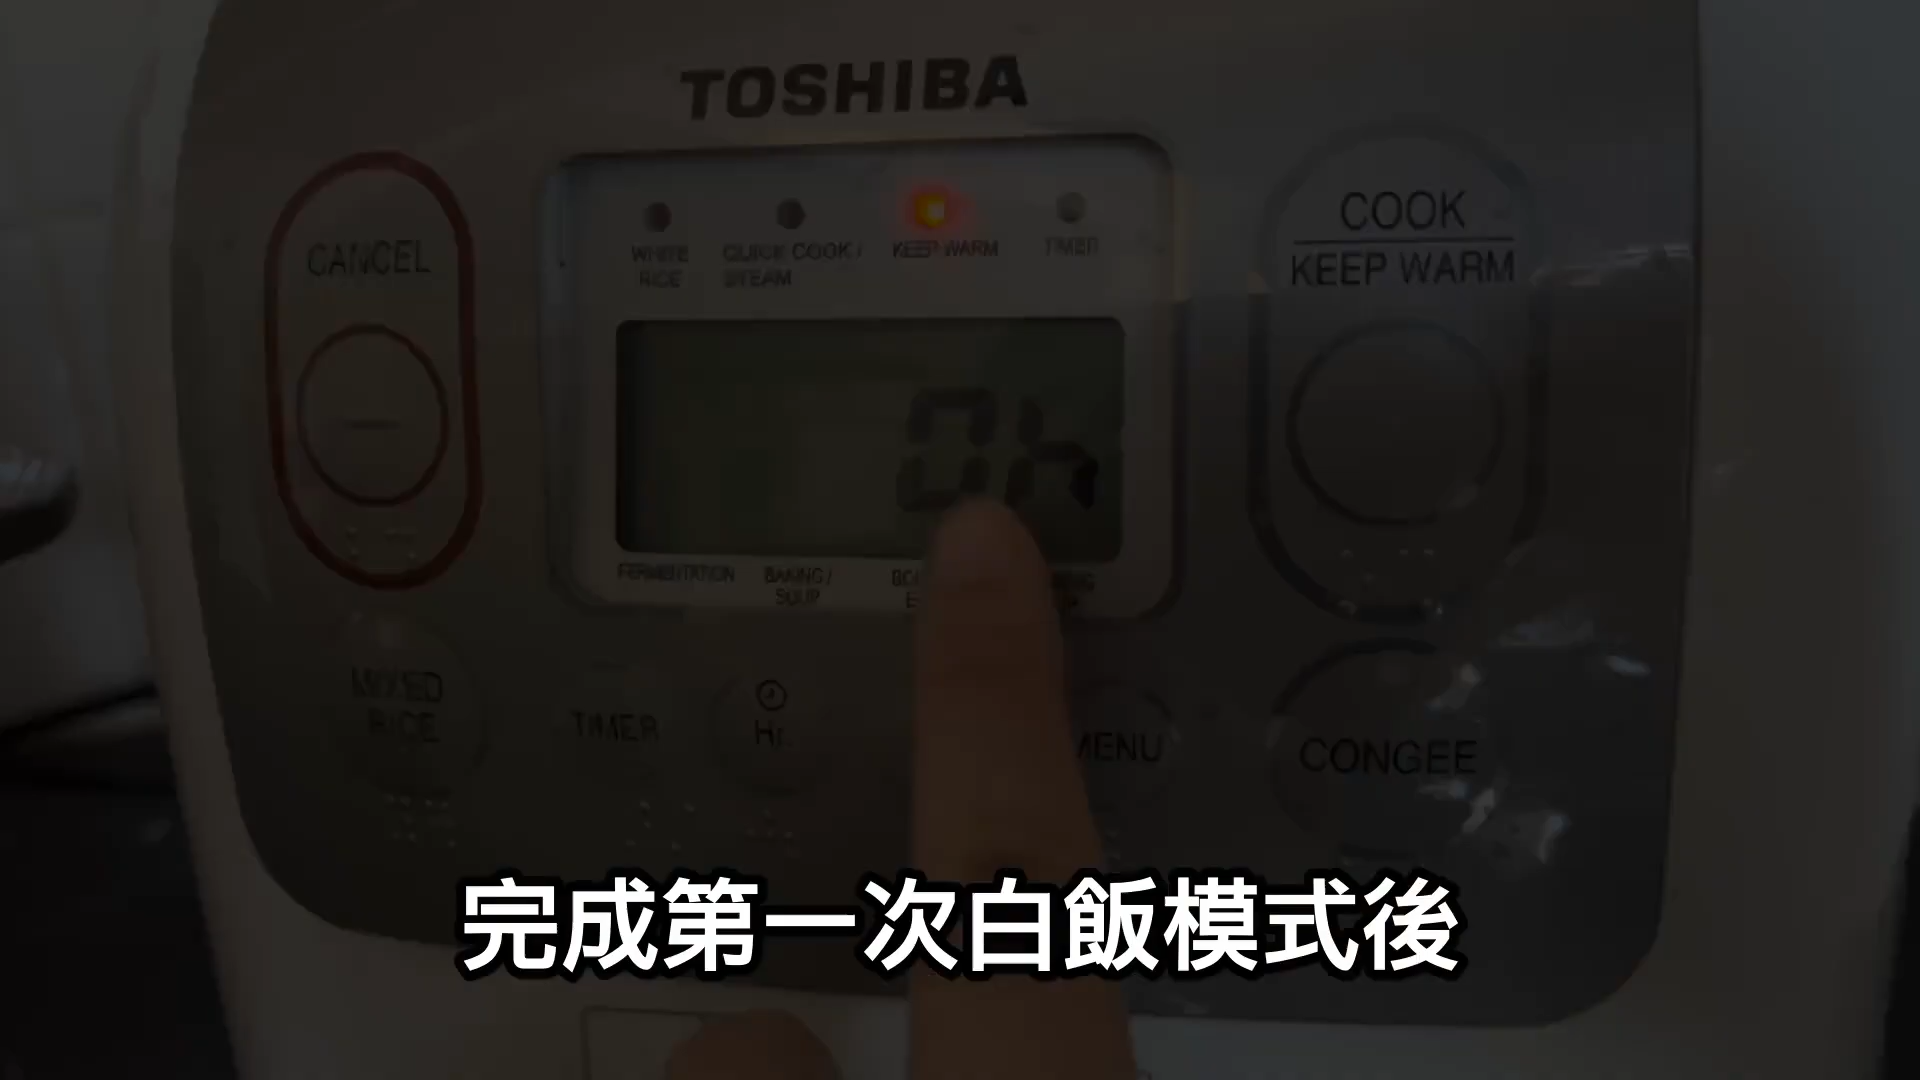 TOSHIBA
CANCEL
WHITE
RICE
QUICK COOK /
STEAM
KEEP WARM
TIMER
COOK
KEEP WARM
0h
FERMENTATION
BAKING /
SOUP
MIXED
RICE
TIMER
Hr.
MENU
CONGEE
完成第一次白飯模式後